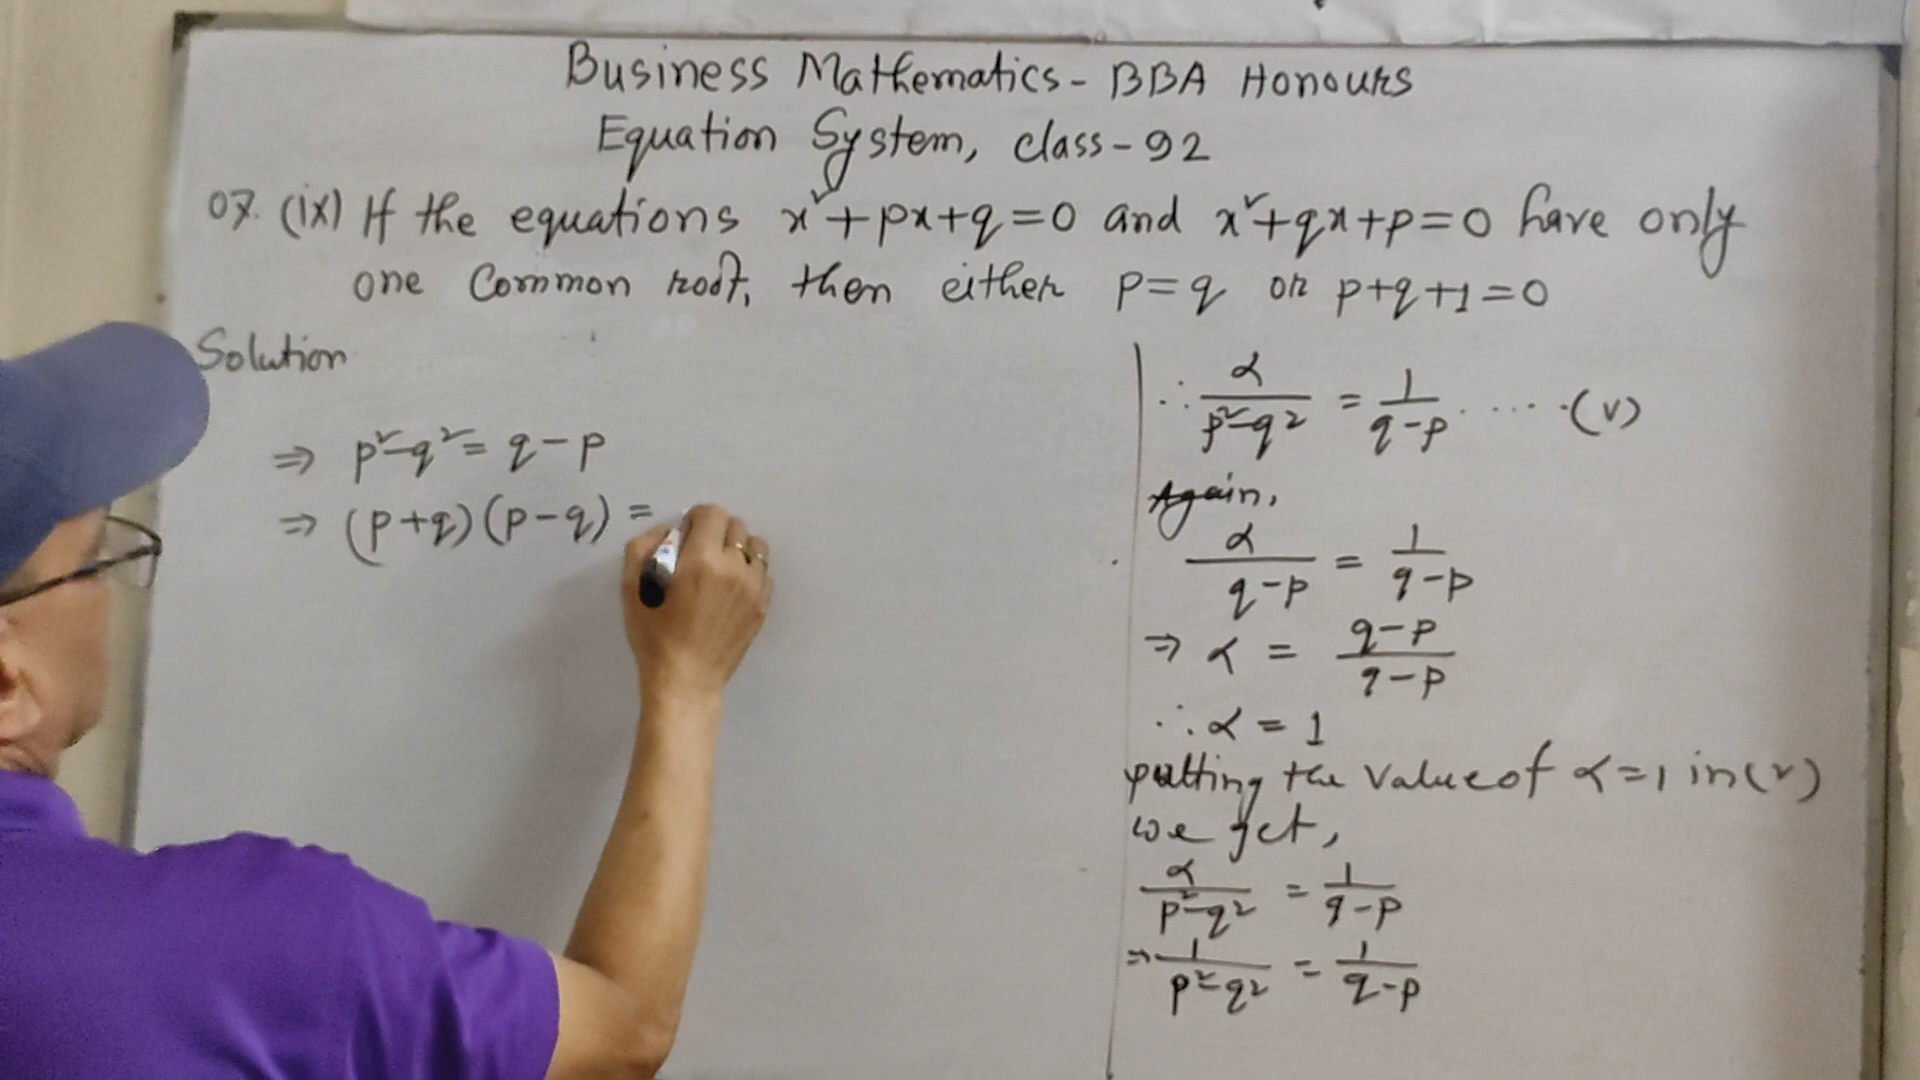 Business Mathematics - BBA Honours
Equation System, class - 92
07. (ix) If the equations x²+px+q=0 and x²+qx+p=0 have only
one common root, then either p=q or p+q+1=0
Solution
⇒ p²-q² = q-p
⇒ (p+q)(p-q) =
∴ α/(p²-q²) = 1/(q-p) ..... (v)
Again,
α/(q-p) = 1/(q-p)
⇒ α = (q-p)/(q-p)
∴ α = 1
putting the value of α=1 in (v)
we get,
α/(p²-q²) = 1/(q-p)
⇒ 1/(p²-q²) = 1/(q-p)